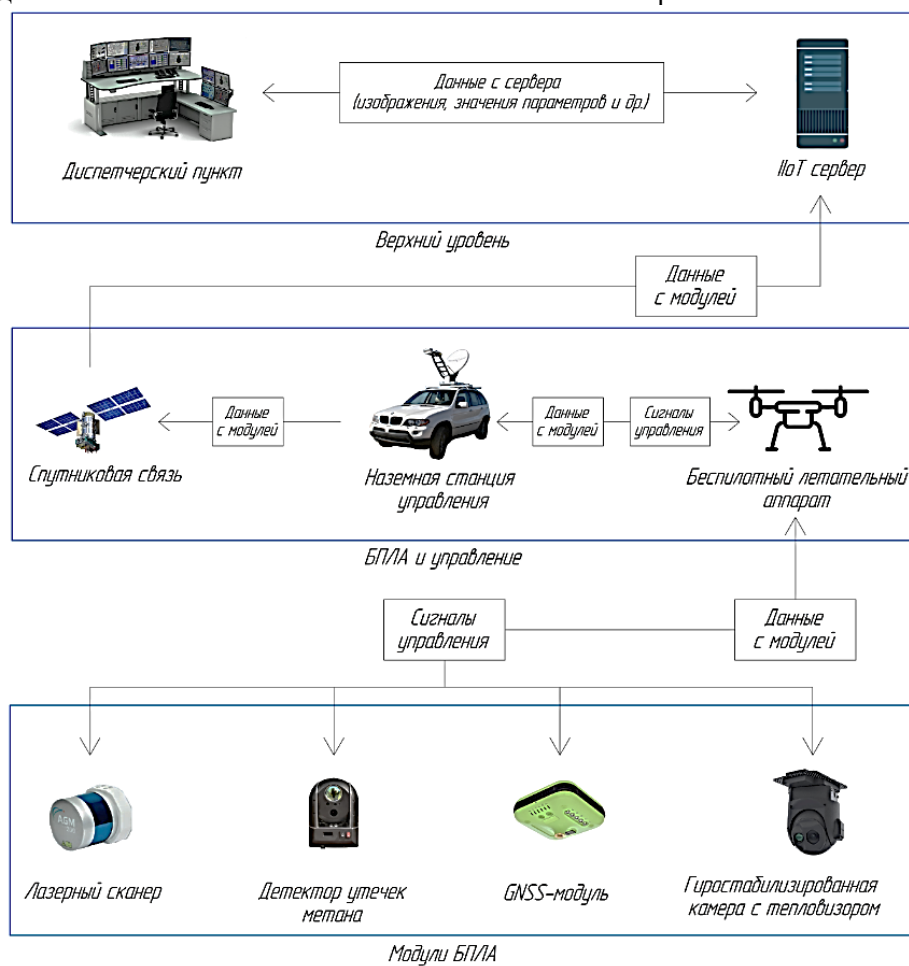 Данные с сервера
(изображения, значения параметров и др.)
Диспетчерский пункт
IIoT сервер
Верхний уровень
Данные
с модулей
Данные
с модулей
Данные
с модулей
Сигналы
управления
Спутниковая связь
Наземная станция
управления
Беспилотный летательный
аппарат
БПЛА и управление
Сигналы
управления
Данные
с модулей
AGM
Лазерный сканер
Детектор утечек
метана
GNSS-модуль
Гиростабилизированная
камера с тепловизором
Модули БПЛА